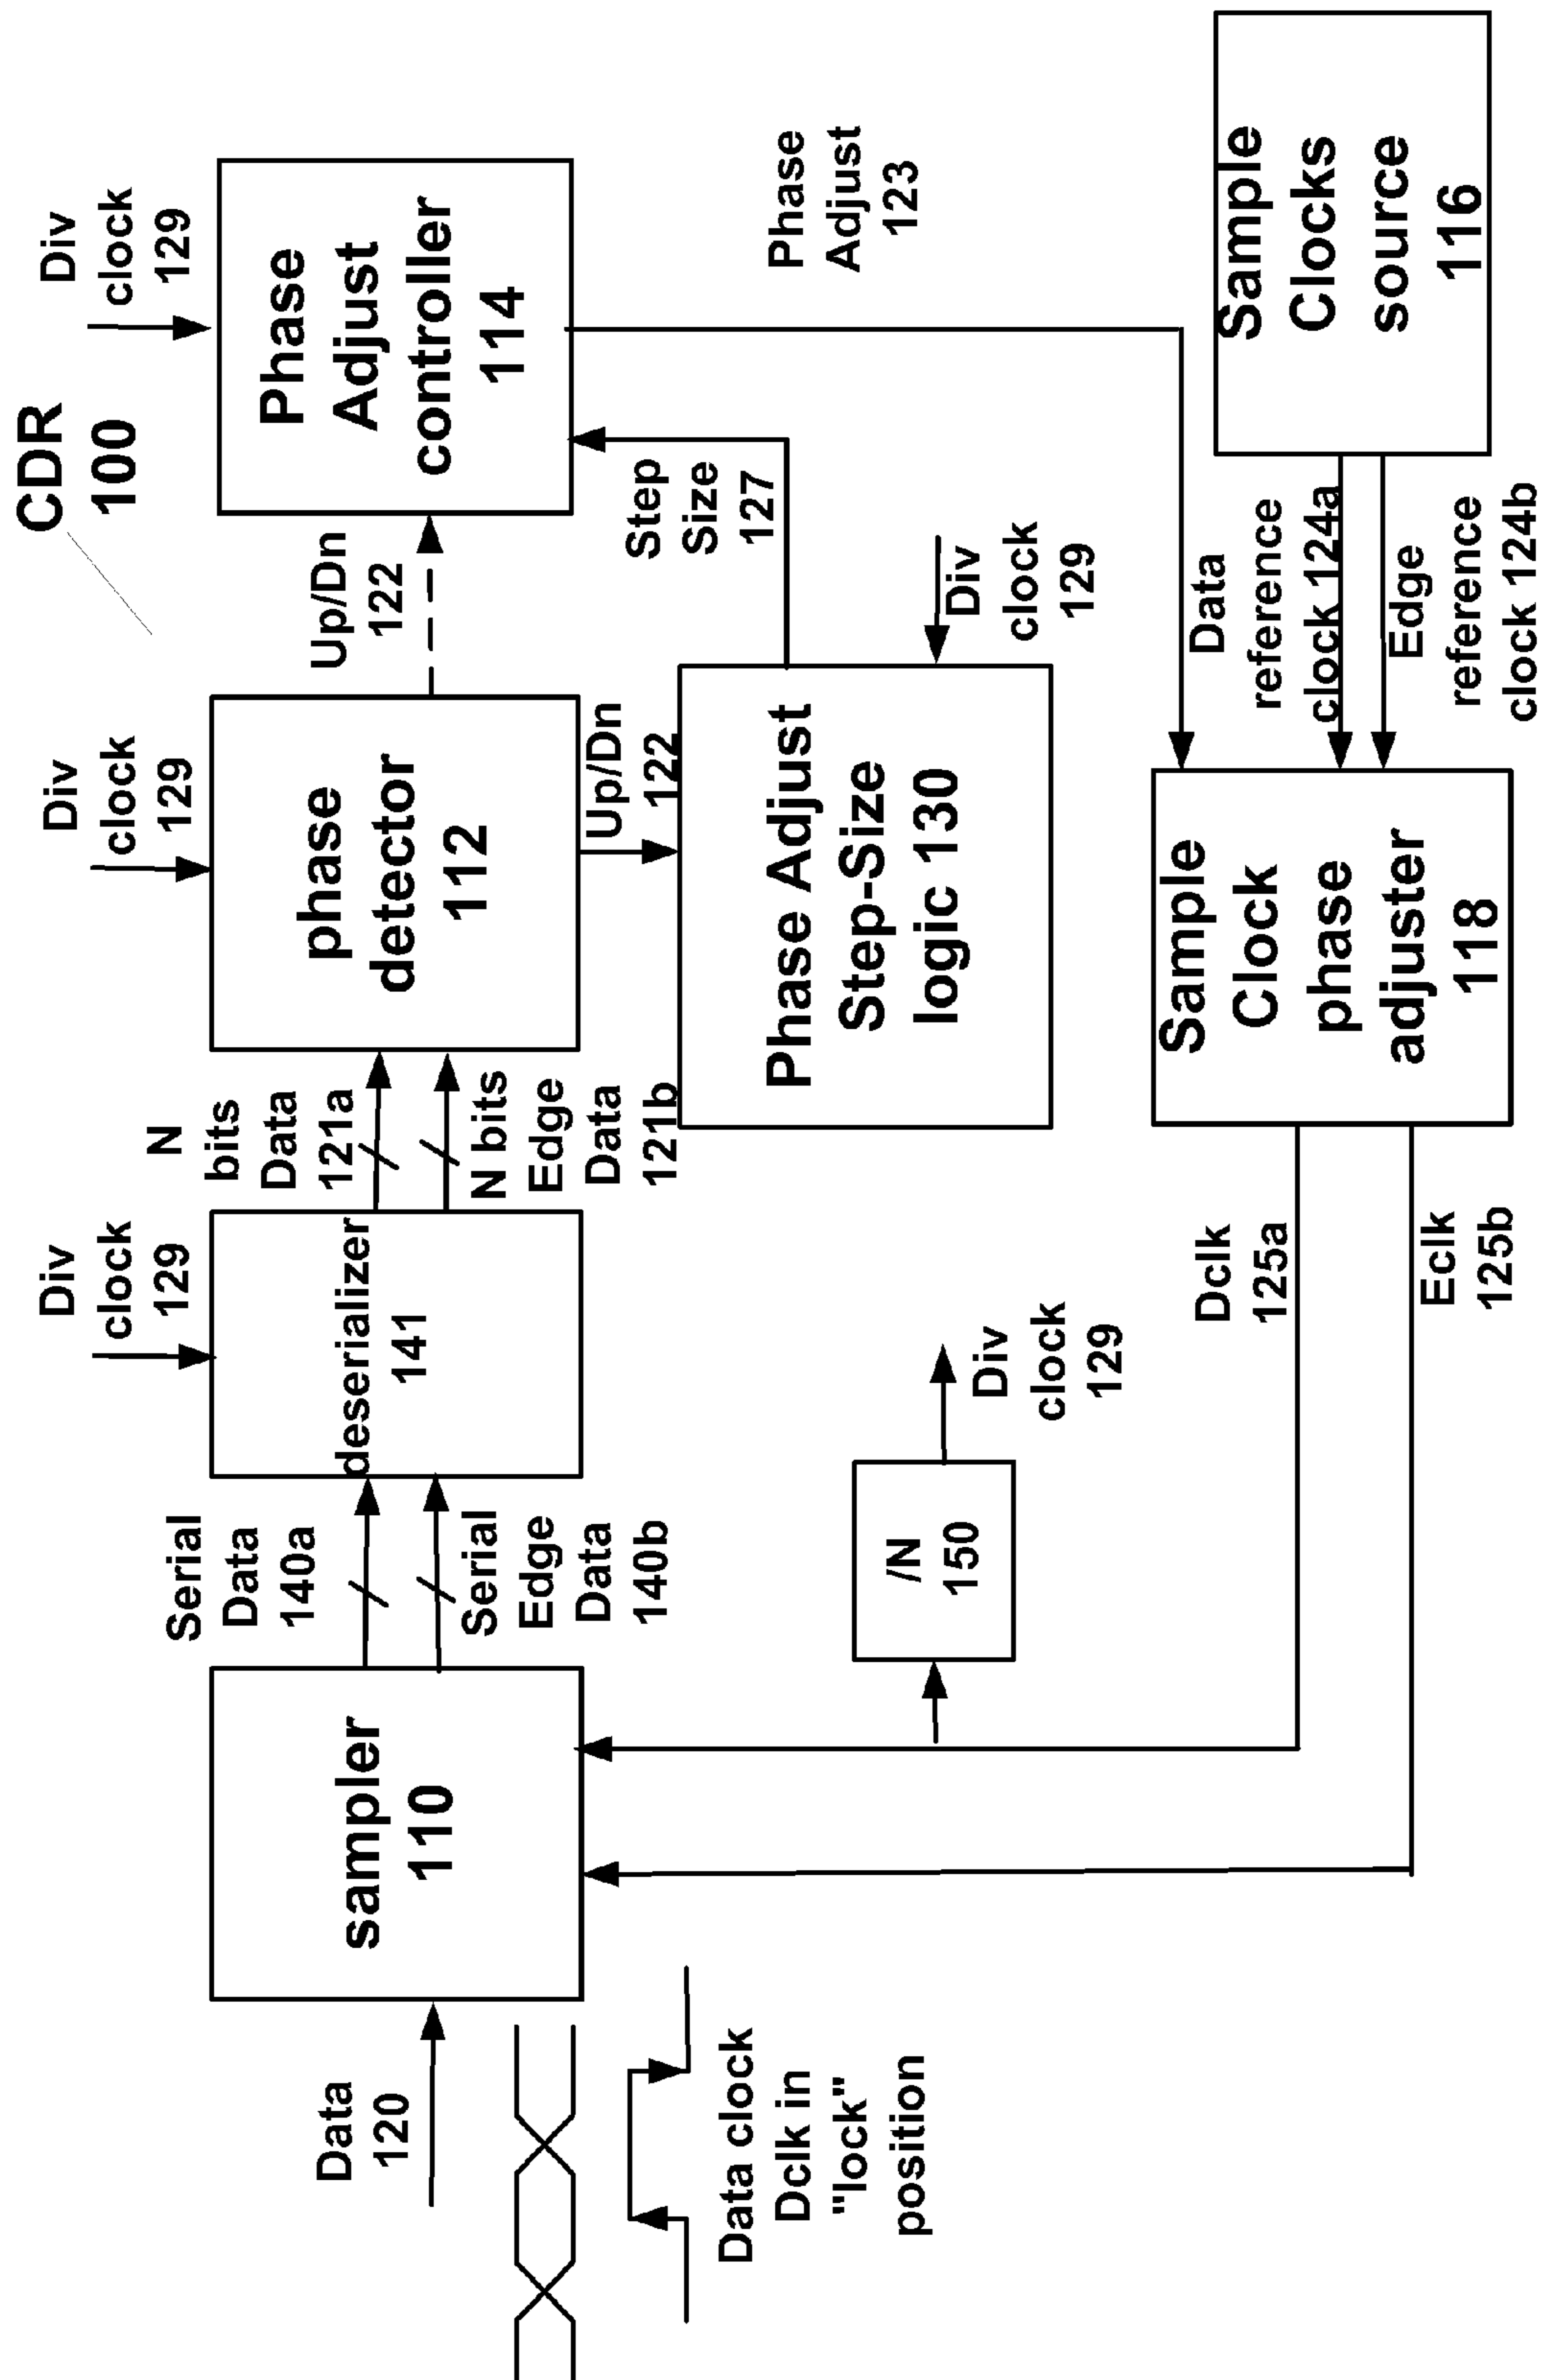 CDR
100
Div
clock
129
Div
clock
129
Div
clock
129
Serial
Data
140a
N
bits
Data
121a
Up/Dn
122
Data
120
sampler
110
deserializer
141
phase
detector
112
Phase
Adjust
controller
114
Serial
Edge
Data
140b
N bits
Edge
Data
121b
Up/Dn
122
Step
Size
127
Phase
Adjust
123
Data clock
Dclk in
"lock"
position
/N
150
Div
clock
129
Phase Adjust
Step-Size
logic 130
Div
clock
129
Dclk
125a
Eclk
125b
Sample
Clock
phase
adjuster
118
Data
reference
clock 124a
Edge
reference
clock 124b
Sample
Clocks
source
116